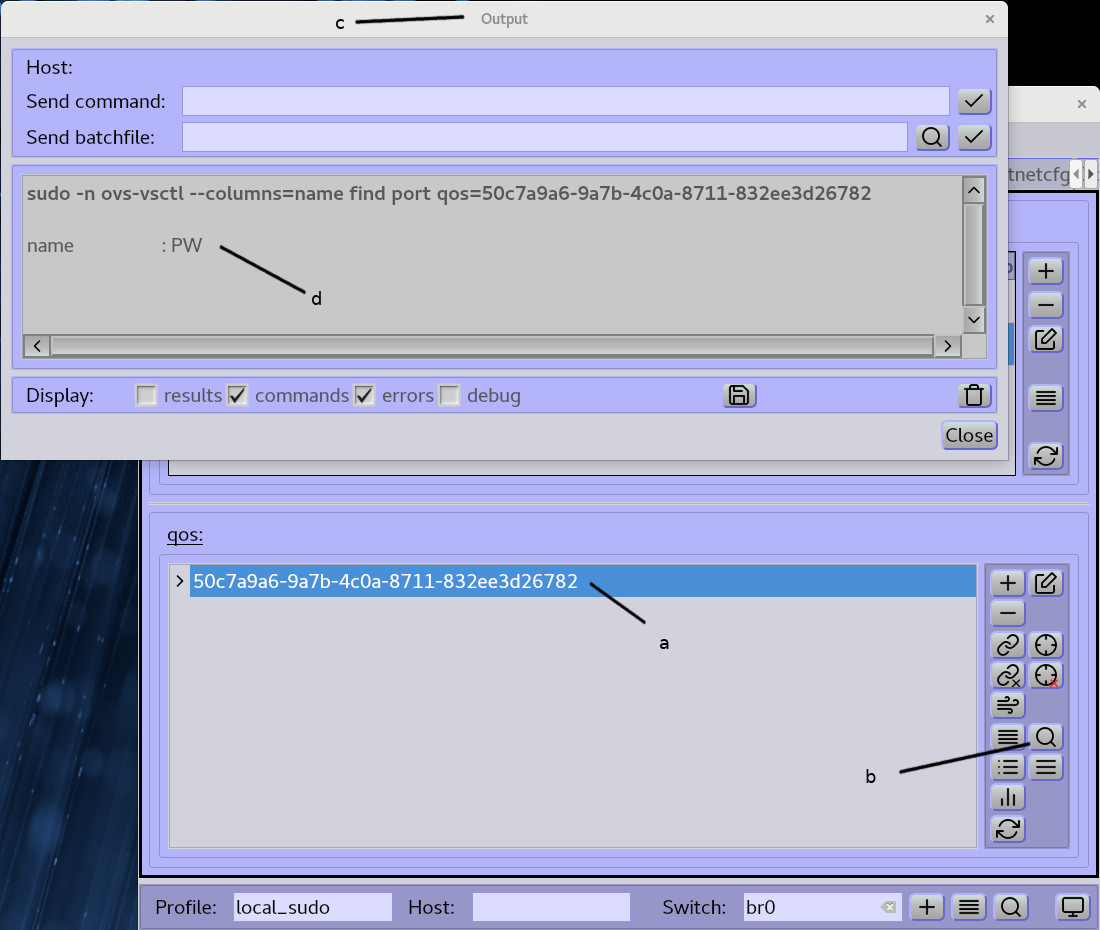 c
Output
Host:
Send command:
Send batchfile:
sudo -n ovs-vsctl --columns=name find port qos=50c7a9a6-9a7b-4c0a-8711-832ee3d26782
name : PW
d
tnetcfg
Display: results commands errors debug
Close
qos:
50c7a9a6-9a7b-4c0a-8711-832ee3d26782
a
b
Profile: local_sudo Host: Switch: br0